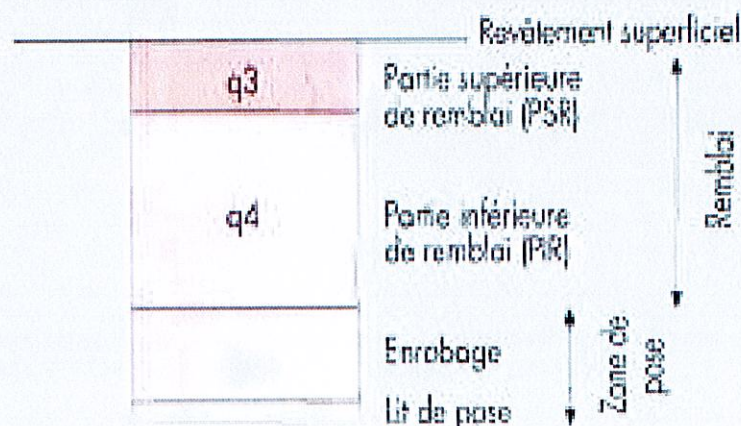 Revêtement superficiel
q3
Partie supérieure
de remblai (PSR)
q4
Partie inférieure
de remblai (PIR)
Remblai
Enrobage
Lit de pose
Zone de
pose